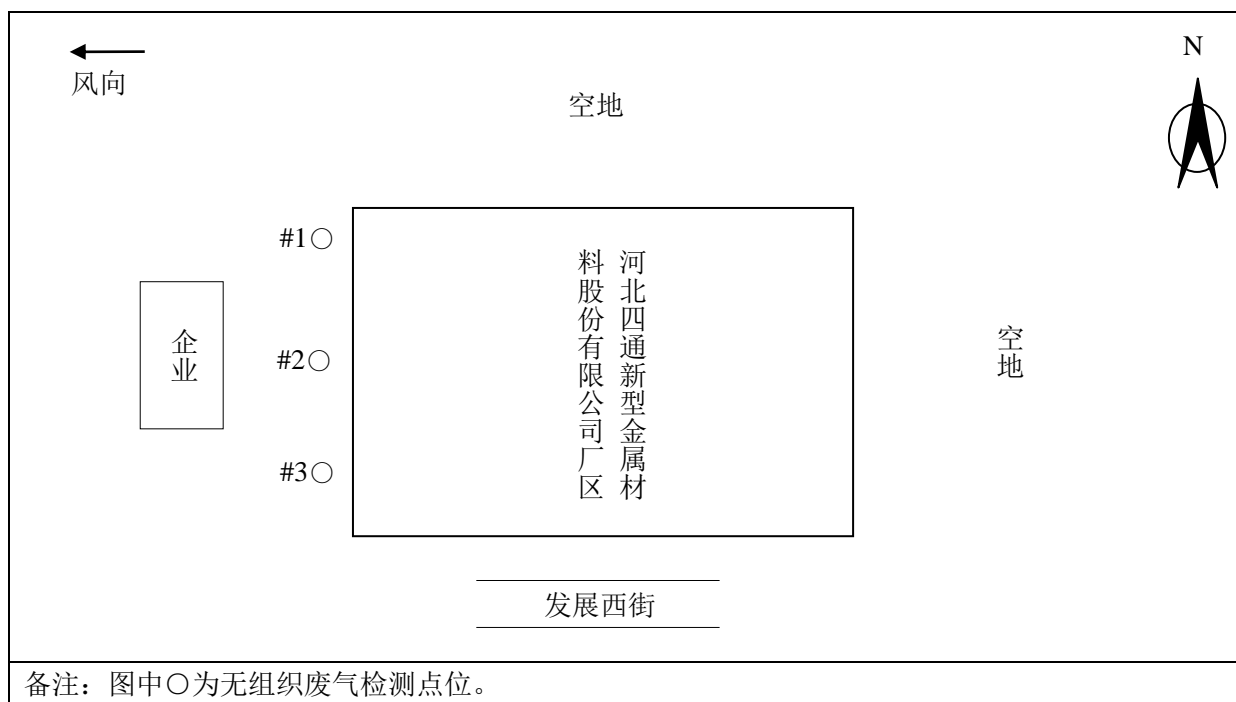 风向
N
空地
#1○
河北四通新型金属材
料股份有限公司厂区
企业
#2○
空地
#3○
发展西街
备注：图中○为无组织废气检测点位。